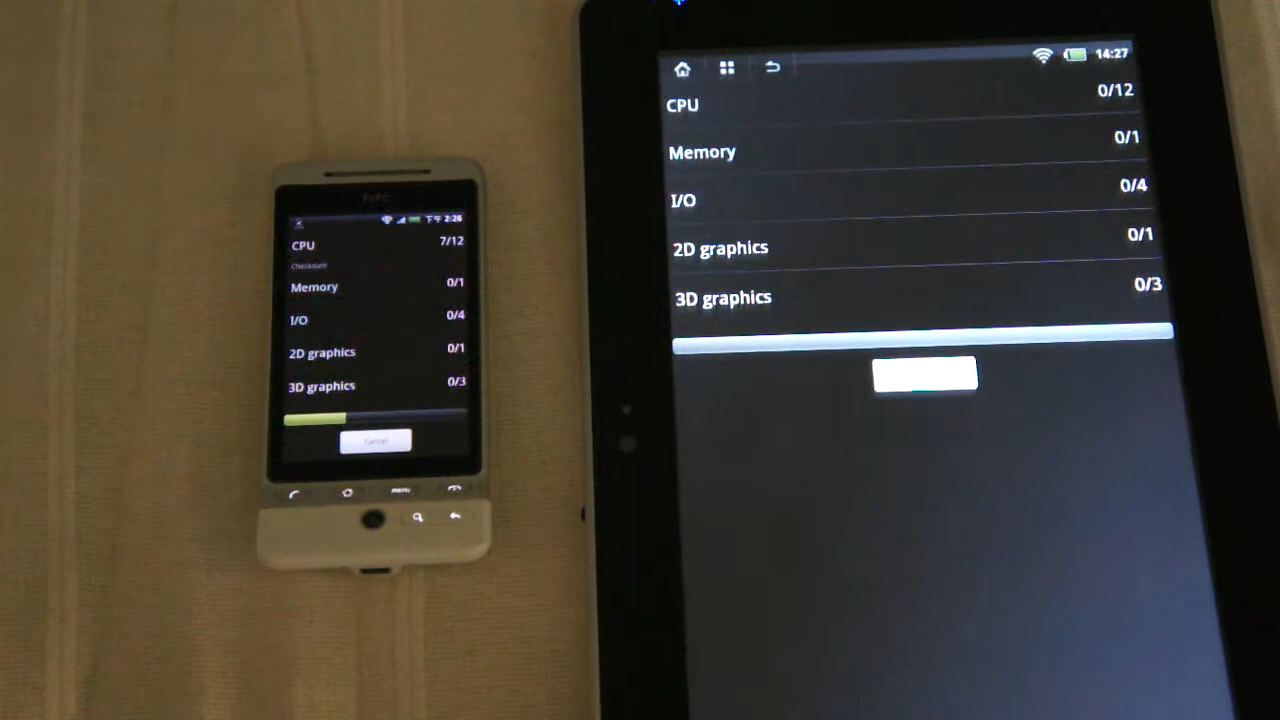 hTC
下午 2:26
CPU 7/12
Checksum
Memory 0/1
I/O 0/4
2D graphics 0/1
3D graphics 0/3
Cancel
menu
14:27
CPU 0/12
Memory 0/1
I/O 0/4
2D graphics 0/1
3D graphics 0/3